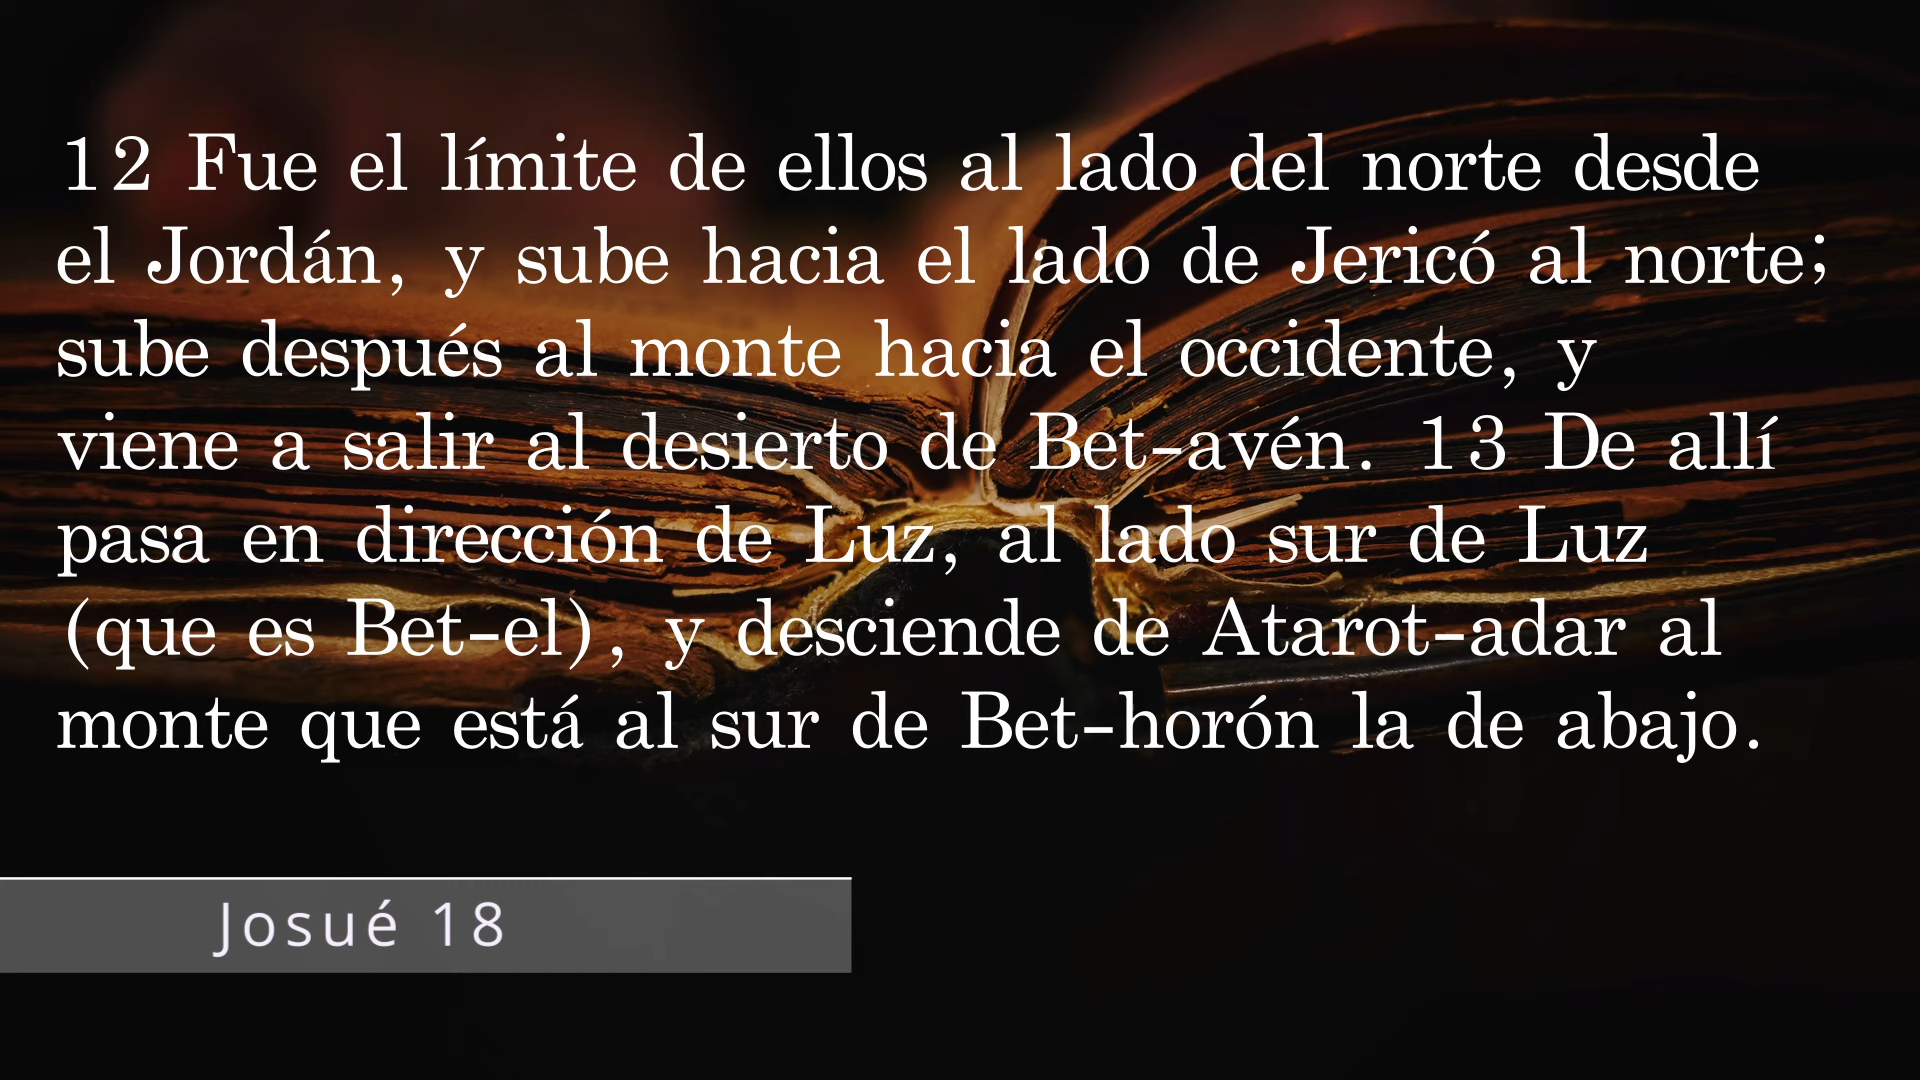 12 Fue el límite de ellos al lado del norte desde
el Jordán, y sube hacia el lado de Jericó al norte;
sube después al monte hacia el occidente, y
viene a salir al desierto de Bet-avén. 13 De allí
pasa en dirección de Luz, al lado sur de Luz
(que es Bet-el), y desciende de Atarot-adar al
monte que está al sur de Bet-horón la de abajo.
Josué 18